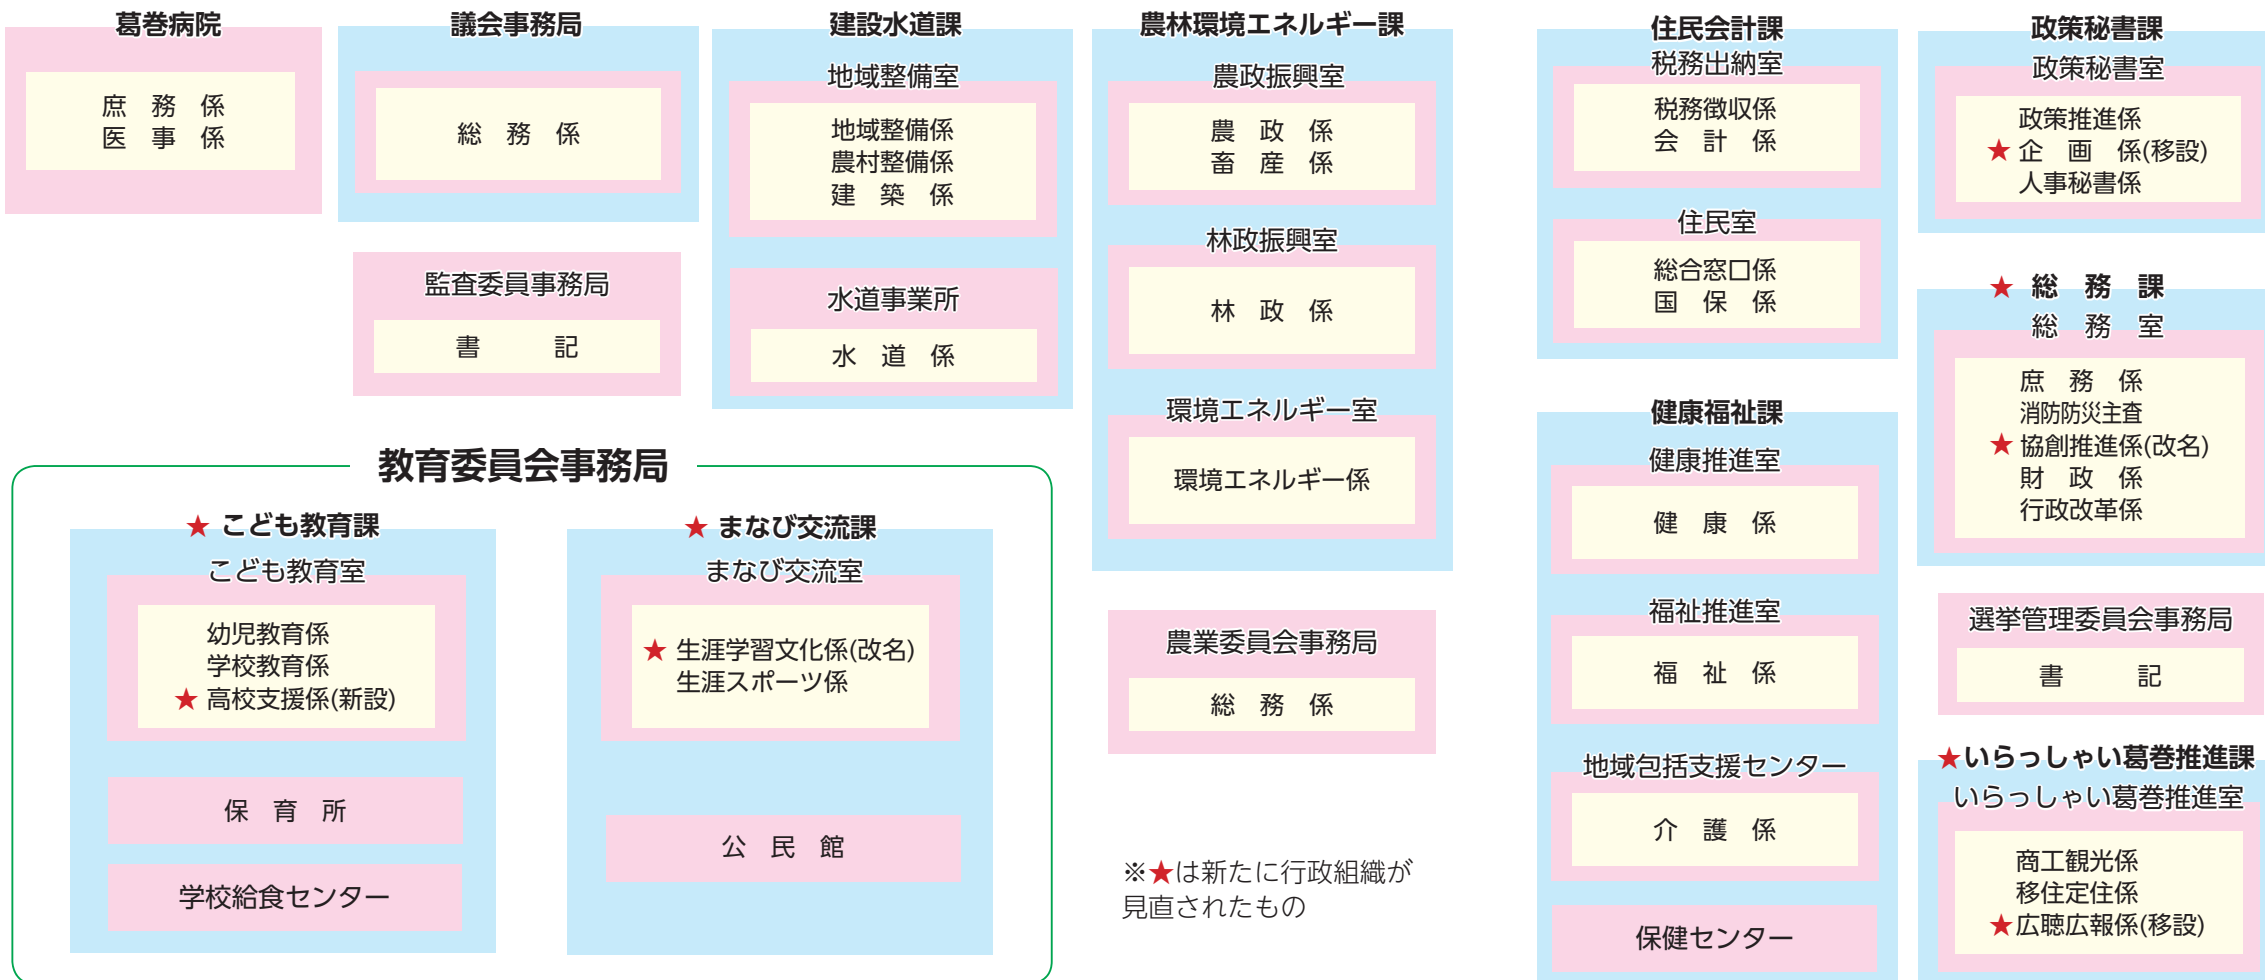 葛巻病院
庶　務　係
医　事　係
議会事務局
総　務　係
監査委員事務局
書　　　記
建設水道課
地域整備室
地域整備係
農村整備係
建　築　係
水道事業所
水　道　係
農林環境エネルギー課
農政振興室
農　政　係
畜　産　係
林政振興室
林　政　係
環境エネルギー室
環境エネルギー係
農業委員会事務局
総　務　係
住民会計課
税務出納室
税務徴収係
会　計　係
住民室
総合窓口係
国　保　係
健康福祉課
健康推進室
健　康　係
福祉推進室
福　祉　係
地域包括支援センター
介　護　係
保健センター
政策秘書課
政策秘書室
政策推進係
★企　画　係(移設)
人事秘書係
★総　務　課
総　務　室
庶　務　係
消防防災主査
★協創推進係(改名)
財　政　係
行政改革係
選挙管理委員会事務局
書　　　記
★いらっしゃい葛巻推進課
いらっしゃい葛巻推進室
商工観光係
移住定住係
★広聴広報係(移設)
教育委員会事務局
★こども教育課
こども教育室
幼児教育係
学校教育係
★高校支援係(新設)
保　育　所
学校給食センター
★まなび交流課
まなび交流室
★生涯学習文化係(改名)
生涯スポーツ係
公　民　館
※★は新たに行政組織が
見直されたもの